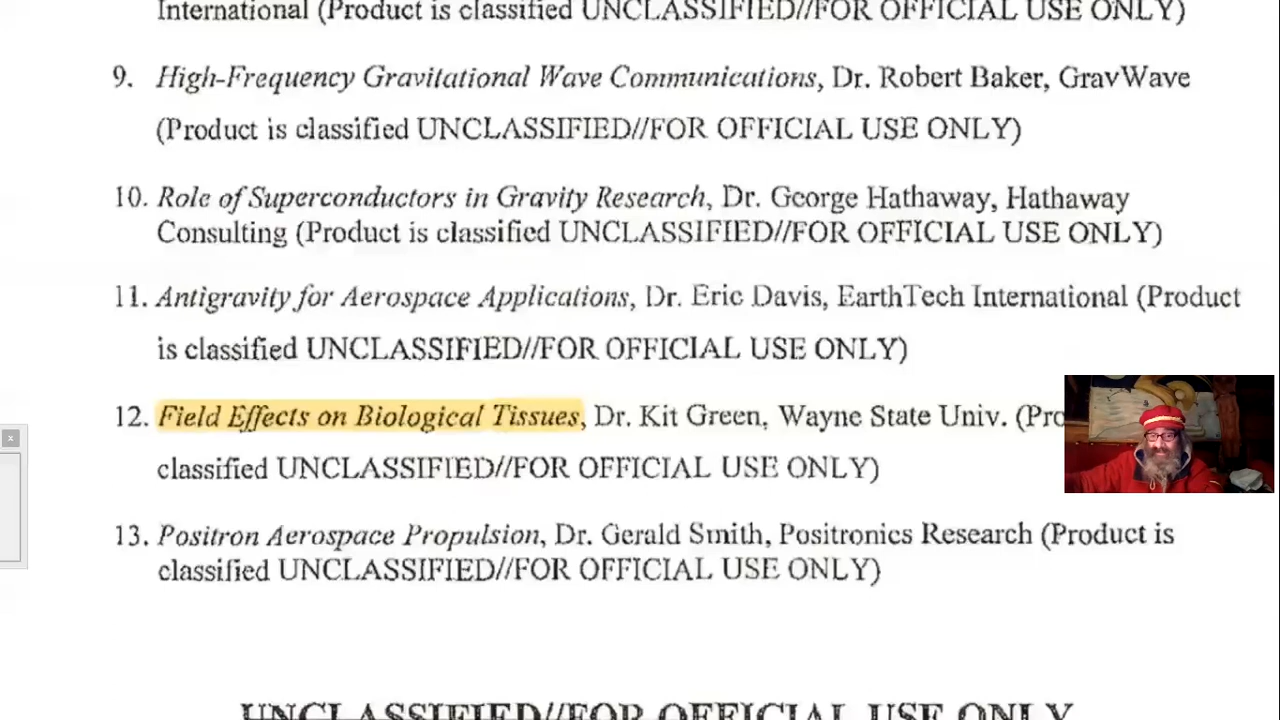 International (Product is classified UNCLASSIFIED//FOR OFFICIAL USE ONLY)
9. High-Frequency Gravitational Wave Communications, Dr. Robert Baker, GravWave
(Product is classified UNCLASSIFIED//FOR OFFICIAL USE ONLY)
10. Role of Superconductors in Gravity Research, Dr. George Hathaway, Hathaway
Consulting (Product is classified UNCLASSIFIED//FOR OFFICIAL USE ONLY)
11. Antigravity for Aerospace Applications, Dr. Eric Davis, EarthTech International (Product
is classified UNCLASSIFIED//FOR OFFICIAL USE ONLY)
12. Field Effects on Biological Tissues, Dr. Kit Green, Wayne State Univ. (Pro
classified UNCLASSIFIED//FOR OFFICIAL USE ONLY)
13. Positron Aerospace Propulsion, Dr. Gerald Smith, Positronics Research (Product is
classified UNCLASSIFIED//FOR OFFICIAL USE ONLY)
UNCLASSIFIED//FOR OFFICIAL USE ONLY